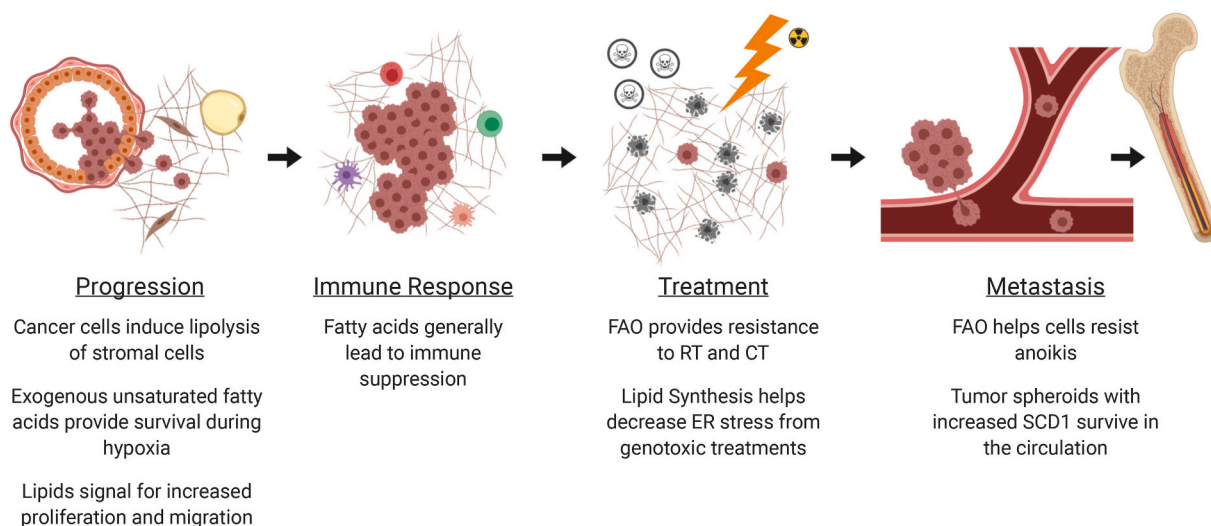 Progression
Cancer cells induce lipolysis
of stromal cells
Exogenous unsaturated fatty
acids provide survival during
hypoxia
Lipids signal for increased
proliferation and migration
Immune Response
Fatty acids generally
lead to immune
suppression
Treatment
FAO provides resistance
to RT and CT
Lipid Synthesis helps
decrease ER stress from
genotoxic treatments
Metastasis
FAO helps cells resist
anoikis
Tumor spheroids with
increased SCD1 survive in
the circulation